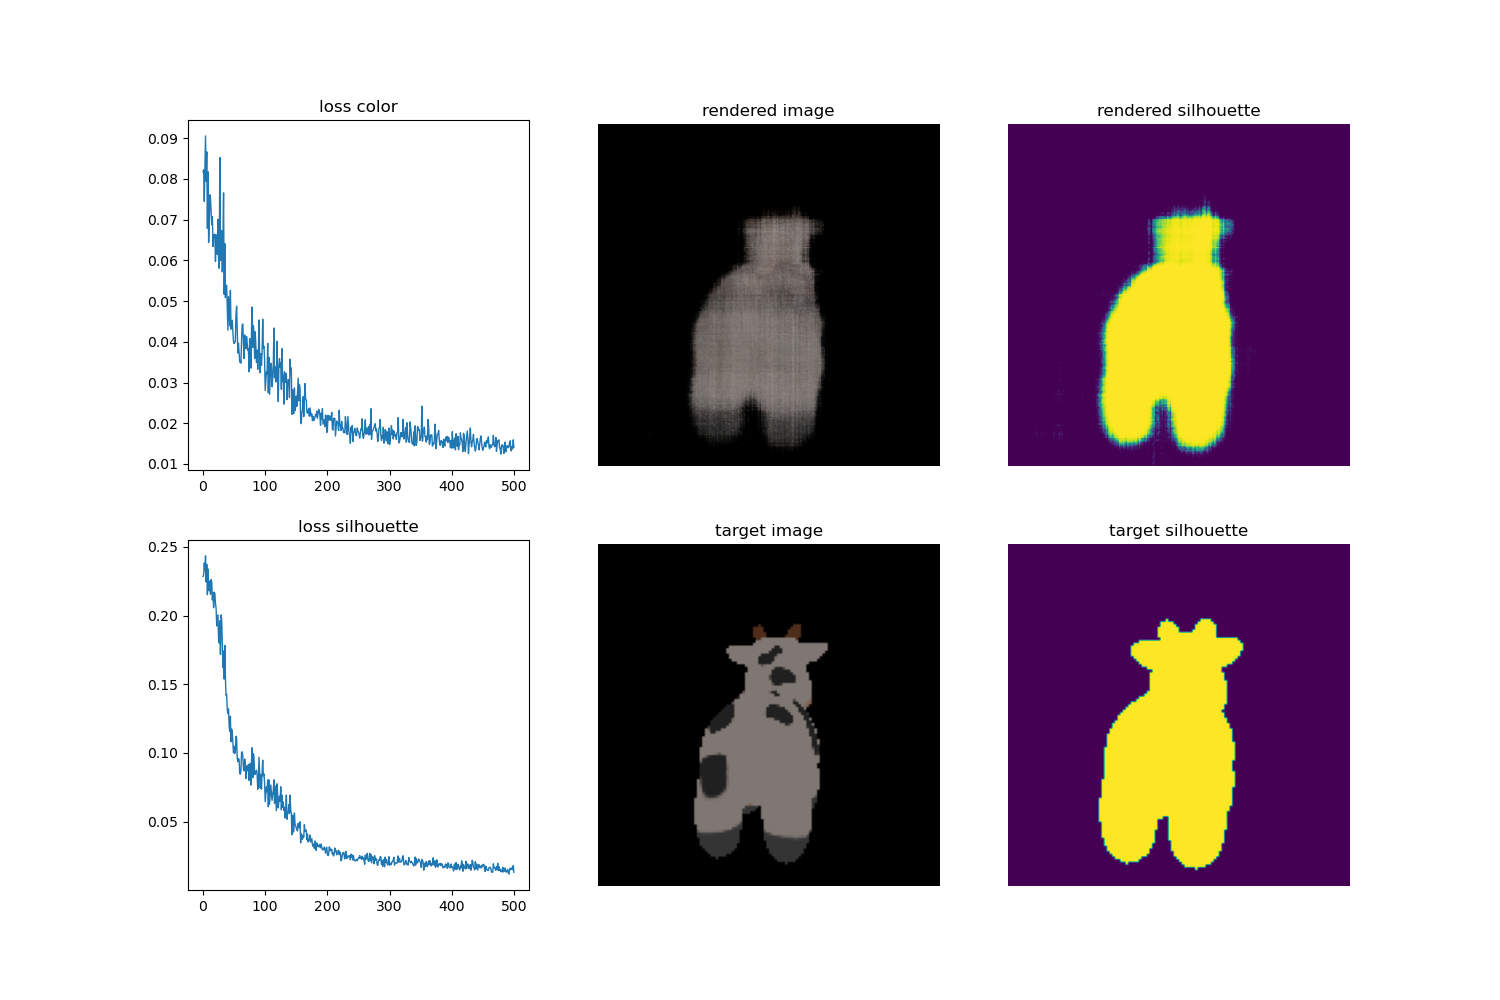 loss color
0.09
0.08
0.07
0.06
0.05
0.04
0.03
0.02
0.01
0 100 200 300 400 500
rendered image
rendered silhouette
loss silhouette
0.25
0.20
0.15
0.10
0.05
0 100 200 300 400 500
target image
target silhouette